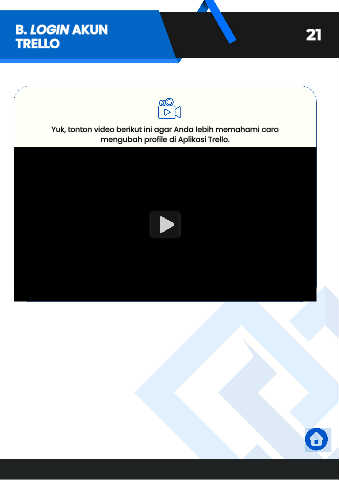 B. LOGIN AKUN
TRELLO
21
Yuk, tonton video berikut ini agar Anda lebih memahami cara
mengubah profile di Aplikasi Trello.